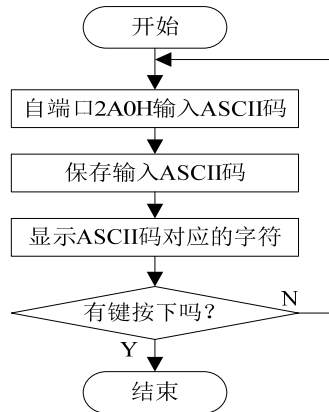 开始
自端口2A0H输入ASCII码
保存输入ASCII码
显示ASCII码对应的字符
有键按下吗?
N
Y
结束